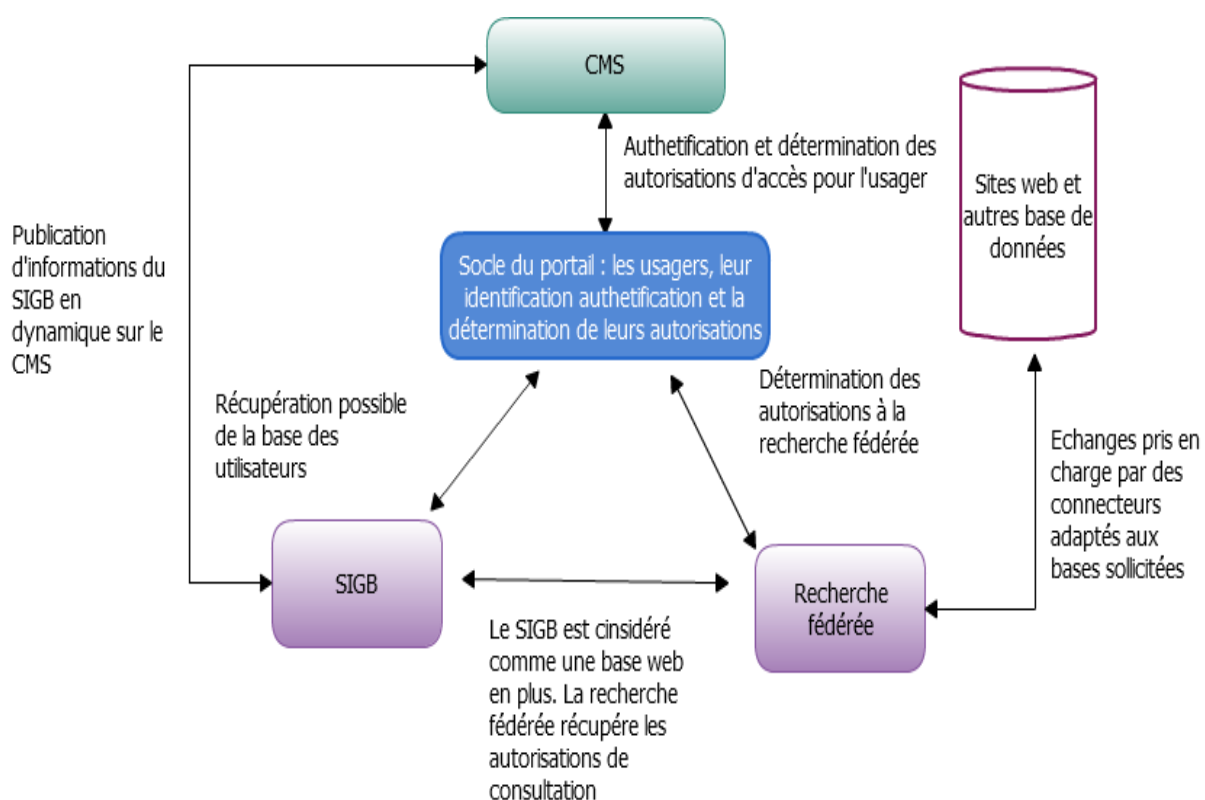 CMS
Authetification et détermination des
autorisations d'accès pour l'usager
Sites web et
autres base de
données
Publication
d'informations du
SIGB en
dynamique sur le
CMS
Socle du portail : les usagers, leur
identification authetification et la
détermination de leurs autorisations
Récupération possible
de la base des
utilisateurs
Détermination des
autorisations à la
recherche fédérée
Echanges pris en
charge par des
connecteurs
adaptés aux
bases sollicitées
SIGB
Recherche
fédérée
Le SIGB est cinsidéré
comme une base web
en plus. La recherche
fédérée récupére les
autorisations de
consultation